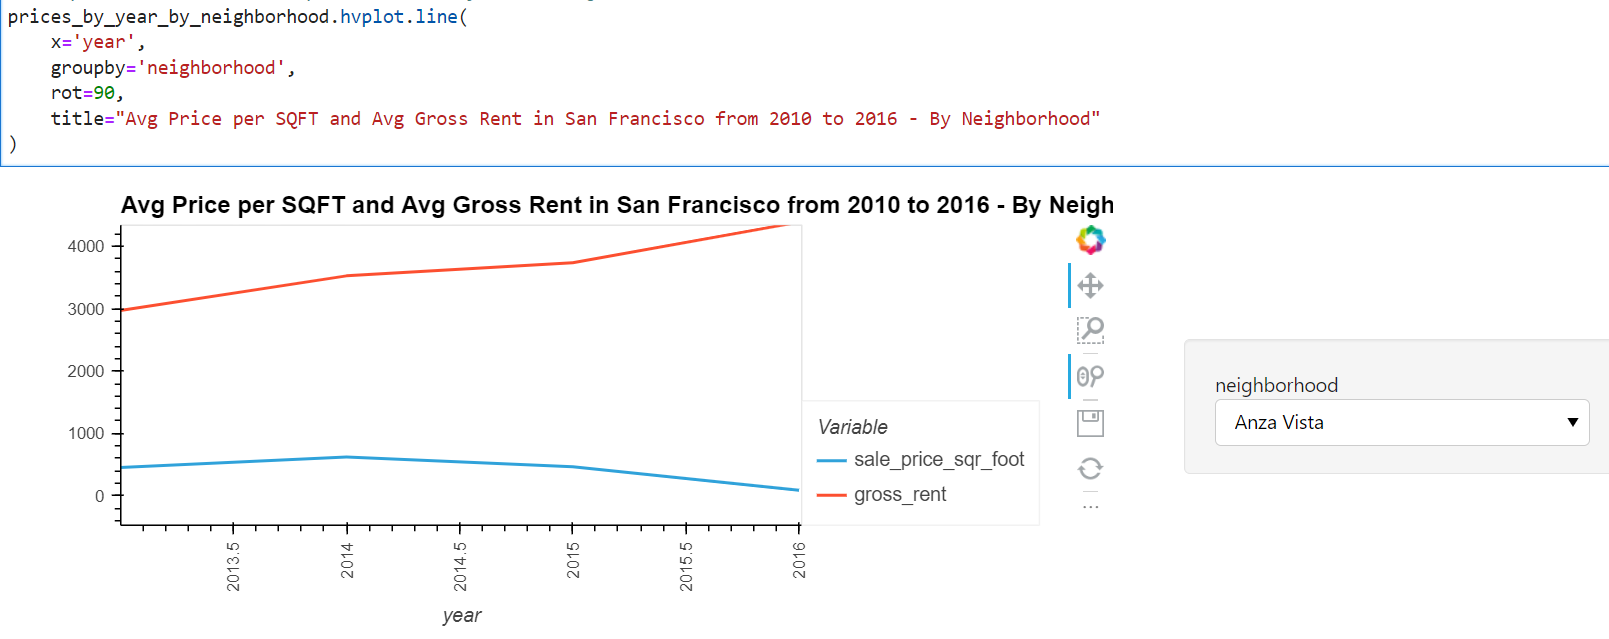 prices_by_year_by_neighborhood.hvplot.line(
x='year',
groupby='neighborhood',
rot=90,
title="Avg Price per SQFT and Avg Gross Rent in San Francisco from 2010 to 2016 - By Neighborhood"
)
Avg Price per SQFT and Avg Gross Rent in San Francisco from 2010 to 2016 - By Neigh
4000
3000
2000
1000
0
2013.5
2014
2014.5
2015
2015.5
2016
year
Variable
sale_price_sqr_foot
gross_rent
...
neighborhood
Anza Vista